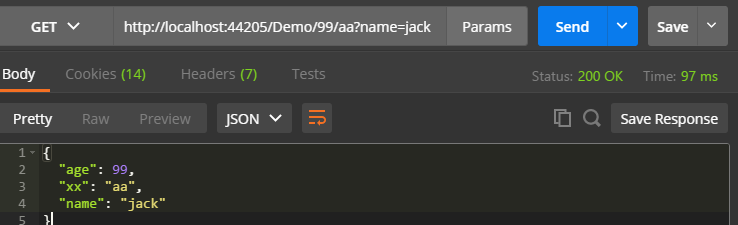 GET http://localhost:44205/Demo/99/aa?name=jack Params Send Save
Body Cookies (14) Headers (7) Tests Status: 200 OK Time: 97 ms
Pretty Raw Preview JSON Save Response
1 {
2 "age": 99,
3 "xx": "aa",
4 "name": "jack"
5 }